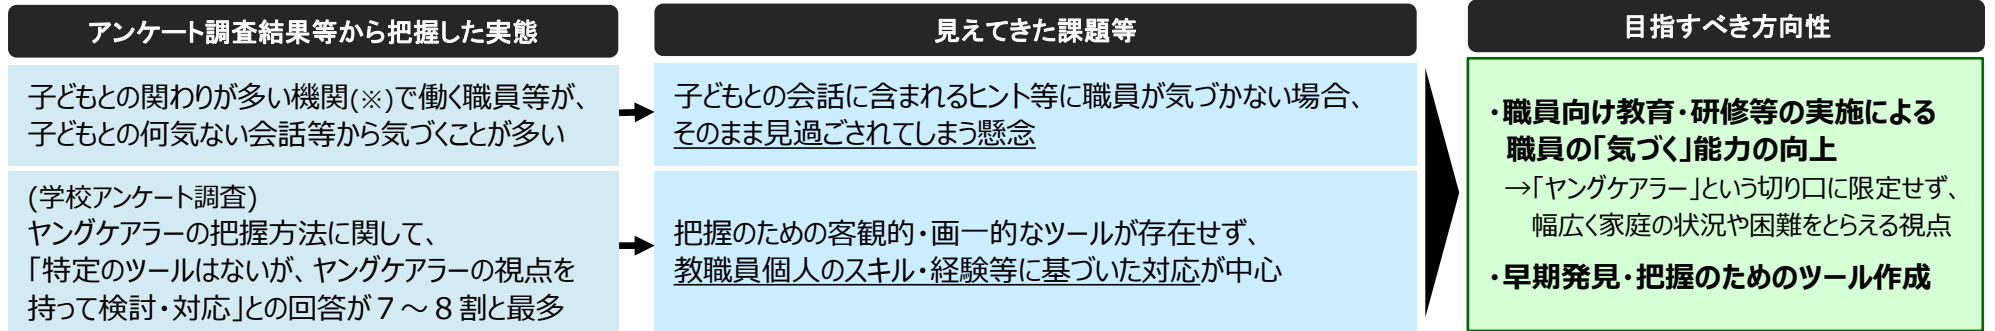 アンケート調査結果等から把握した実態
見えてきた課題等
目指すべき方向性
子どもとの関わりが多い機関(※)で働く職員等が、
子どもとの何気ない会話等から気づくことが多い
子どもとの会話に含まれるヒント等に職員が気づかない場合、
そのまま見過ごされてしまう懸念
(学校アンケート調査)
ヤングケアラーの把握方法に関して、
「特定のツールはないが、ヤングケアラーの視点を
持って検討・対応」との回答が7～8割と最多
把握のための客観的・画一的なツールが存在せず、
教職員個人のスキル・経験等に基づいた対応が中心
・職員向け教育・研修等の実施による
職員の「気づく」能力の向上
→「ヤングケアラー」という切り口に限定せず、
幅広く家庭の状況や困難をとらえる視点
・早期発見・把握のためのツール作成